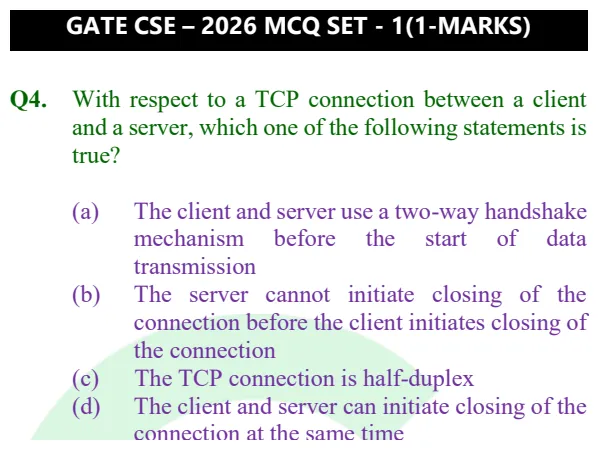 GATE CSE – 2026 MCQ SET - 1(1-MARKS)
Q4. With respect to a TCP connection between a client
and a server, which one of the following statements is
true?
(a) The client and server use a two-way handshake
mechanism before the start of data
transmission
(b) The server cannot initiate closing of the
connection before the client initiates closing of
the connection
(c) The TCP connection is half-duplex
(d) The client and server can initiate closing of the
connection at the same time